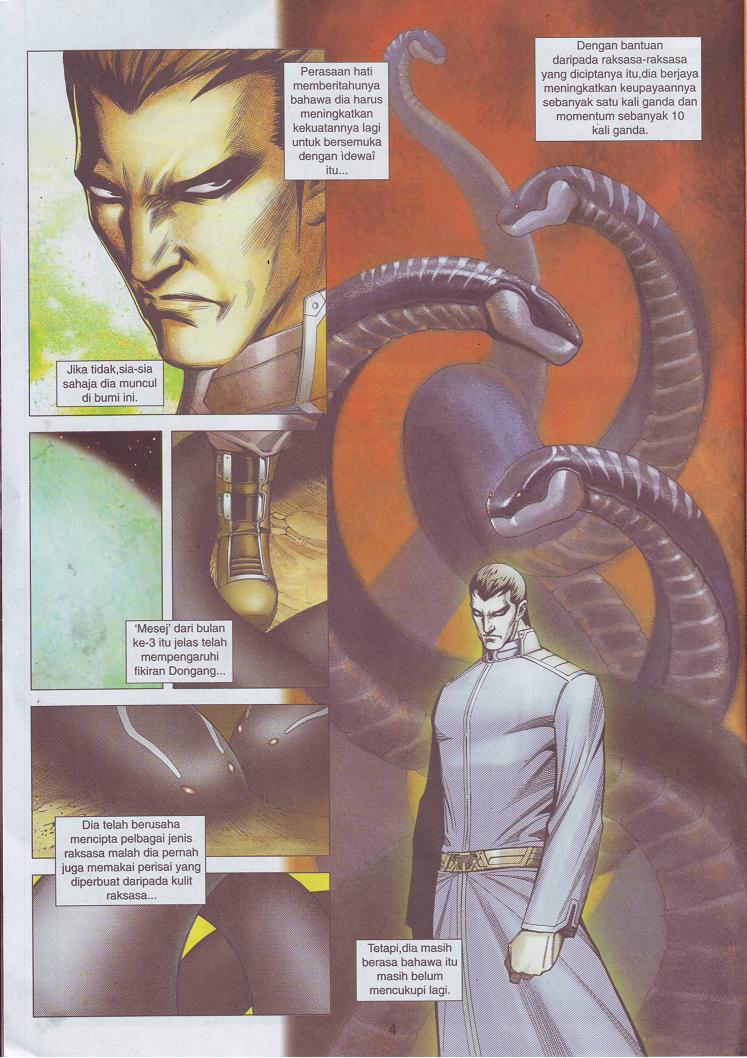 Perasaan hati
memberitahunya
bahawa dia harus
meningkatkan
kekuatannya lagi
untuk bersemuka
dengan ìdewaî
itu...
Dengan bantuan
daripada raksasa-raksasa
yang diciptanya itu,dia berjaya
meningkatkan keupayaannya
sebanyak satu kali ganda dan
momentum sebanyak 10
kali ganda.
Jika tidak,sia-sia
sahaja dia muncul
di bumi ini.
‘Mesej’ dari bulan
ke-3 itu jelas telah
mempengaruhi
fikiran Dongang...
Dia telah berusaha
mencipta pelbagai jenis
raksasa malah dia pernah
juga memakai perisai yang
diperbuat daripada kulit
raksasa...
Tetapi,dia masih
berasa bahawa itu
masih belum
mencukupi lagi.
4